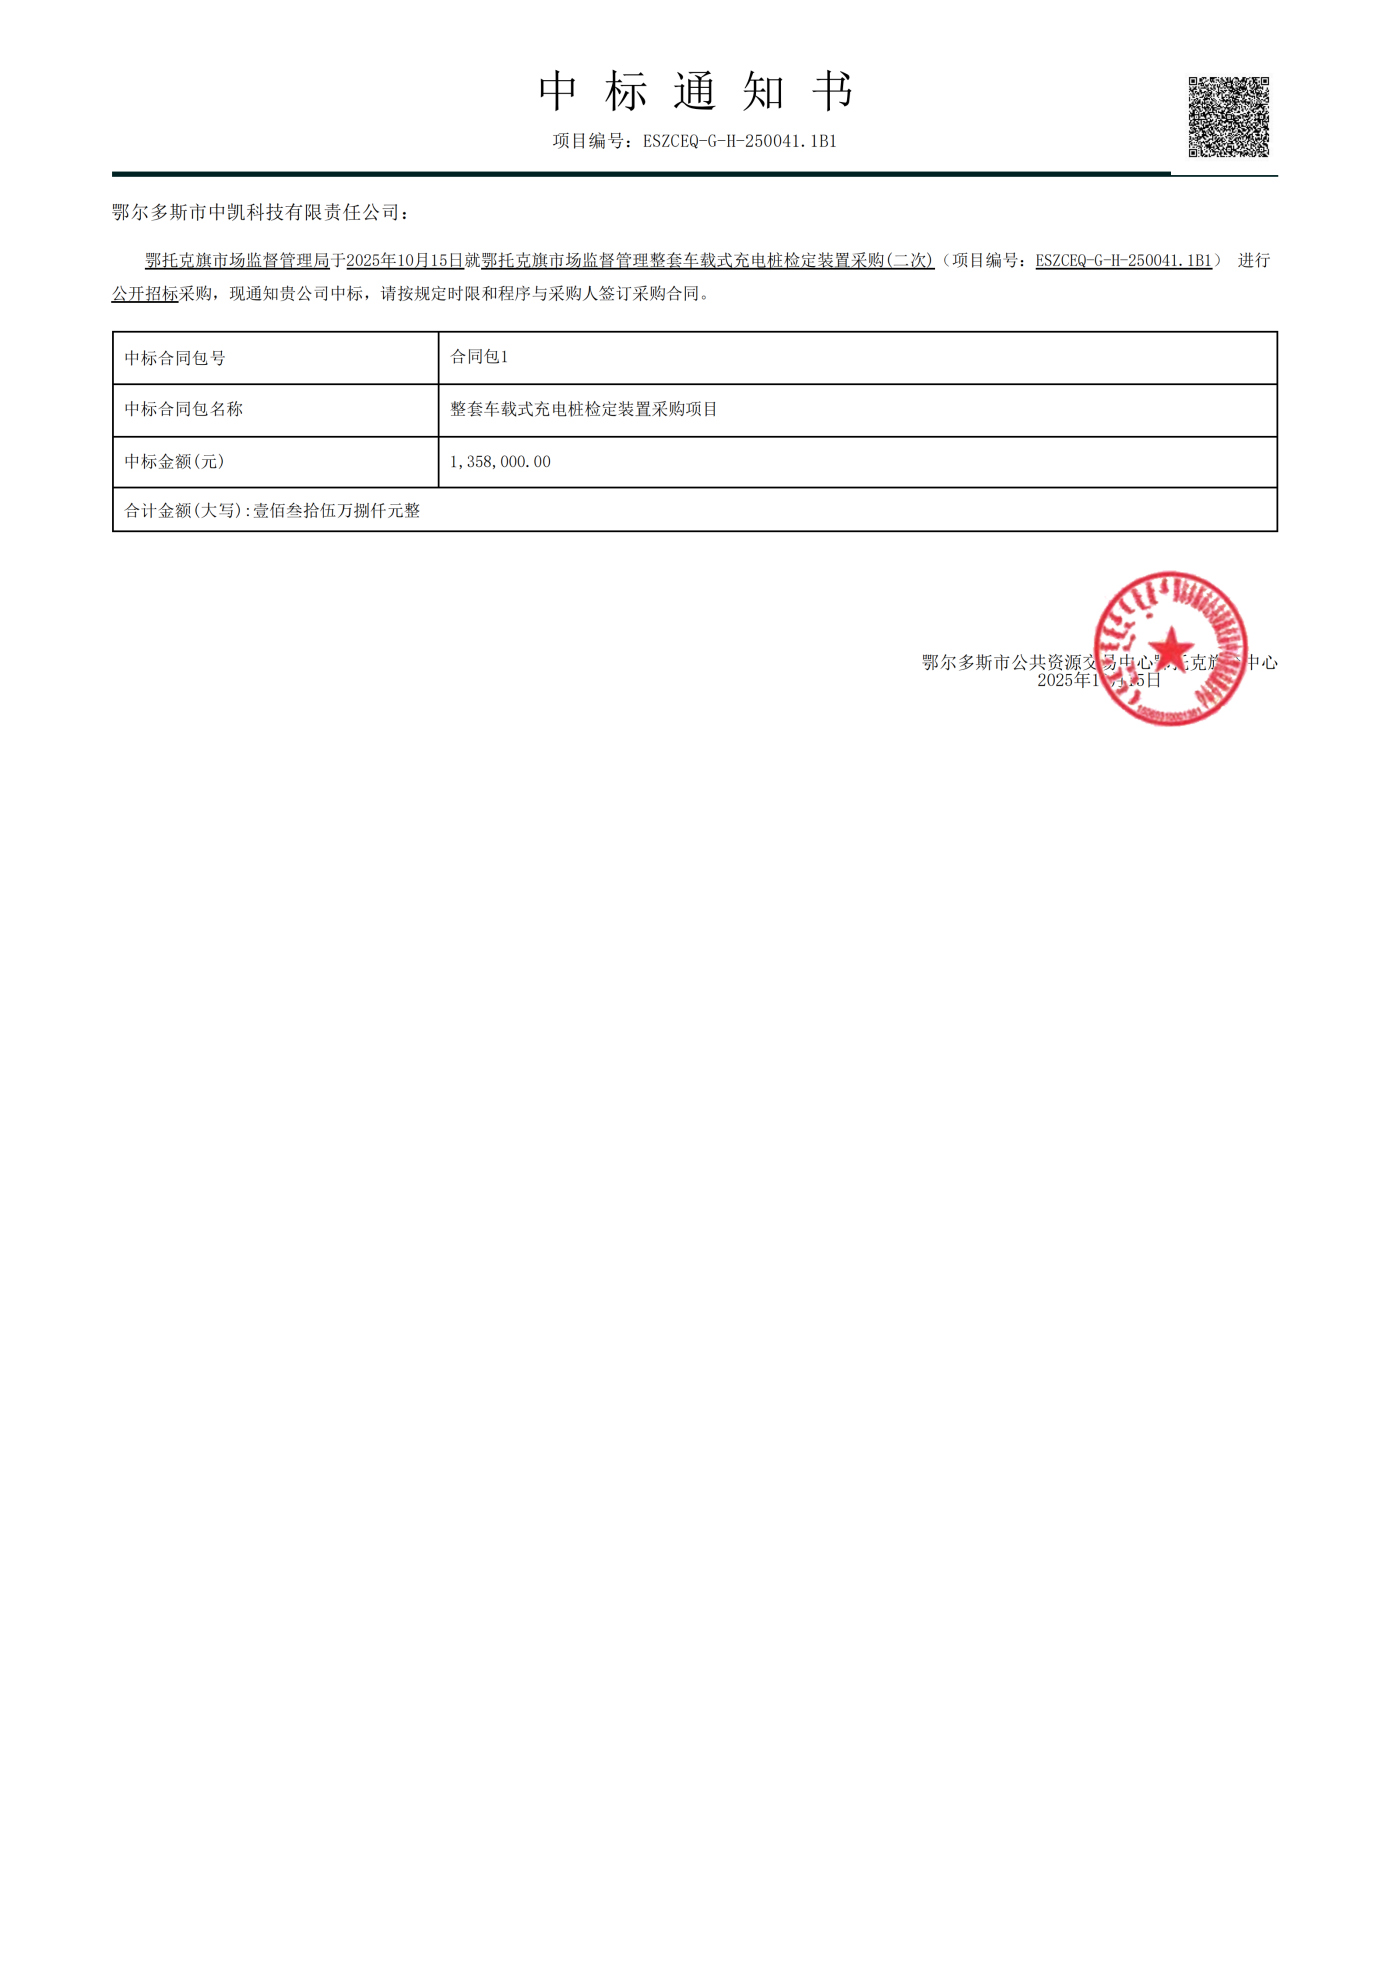 中标通知书
项目编号：ESZCEQ-G-H-250041.1B1
鄂尔多斯市中凯科技有限责任公司：
鄂托克旗市场监督管理局于2025年10月15日就鄂托克旗市场监督管理整套车载式充电桩检定装置采购(二次)（项目编号：ESZCEQ-G-H-250041.1B1） 进行
公开招标采购，现通知贵公司中标，请按规定时限和程序与采购人签订采购合同。
中标合同包号 合同包1
中标合同包名称 整套车载式充电桩检定装置采购项目
中标金额(元) 1,358,000.00
合计金额(大写):壹佰叁拾伍万捌仟元整
鄂尔多斯市公共资源交易中心鄂托克旗 中心
2025年1 月15日